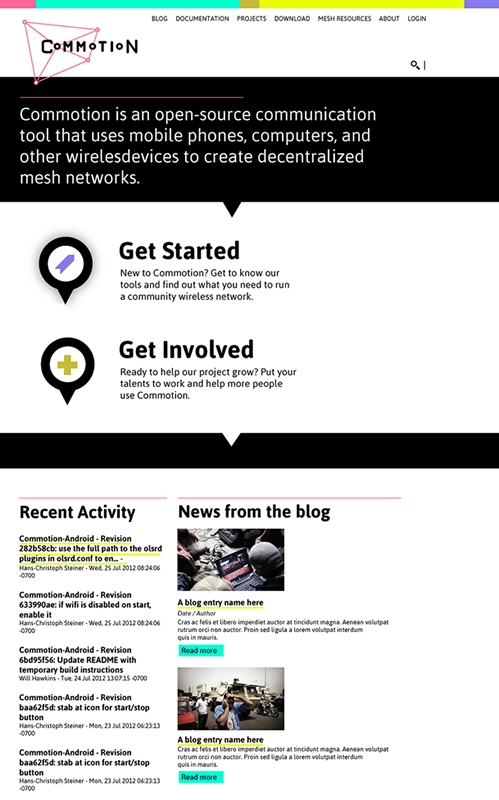 BLOG DOCUMENTATION PROJECTS DOWNLOAD MESH RESOURCES ABOUT LOGIN
COMMOTION
Commotion is an open-source communication
tool that uses mobile phones, computers, and
other wirelesdevices to create decentralized
mesh networks.
Get Started
New to Commotion? Get to know our
tools and find out what you need to run
a community wireless network.
Get Involved
Ready to help our project grow? Put your
talents to work and help more people
use Commotion.
Recent Activity
Commotion-Android - Revision
282b58cb: use the full path to the olsrd
plugins in olsrd.conf to en... -
Hans-Christoph Steiner - Wed, 25 Jul 2012 08:24:06
-0700
Commotion-Android - Revision
633990ae: if wifi is disabled on start,
enable it
Hans-Christoph Steiner - Wed, 25 Jul 2012 08:24:06
-0700
Commotion-Android - Revision
6bd95f56: Update README with
temporary build instructions
Will Hawkins - Tue, 24 Jul 2012 13:07:15 -0700
Commotion-Android - Revision
baa62f5d: stab at icon for start/stop
button
Hans-Christoph Steiner - Mon, 23 Jul 2012 06:23:13
-0700
Commotion-Android - Revision
baa62f5d: stab at icon for start/stop
button
Hans-Christoph Steiner - Mon, 23 Jul 2012 06:23:13
-0700
News from the blog
A blog entry name here
Date / Author
Cras ac felis et libero imperdiet auctor at tincidunt magna. Aenean volutpat
rutrum orci non auctor. Proin sed ligula a lorem volutpat interdum
quis in mauris.
Read more
A blog entry name here
Cras ac felis et libero imperdiet auctor at tincidunt magna. Aenean volutpat
rutrum orci non auctor. Proin sed ligula a lorem volutpat interdum
quis in mauris.
Read more